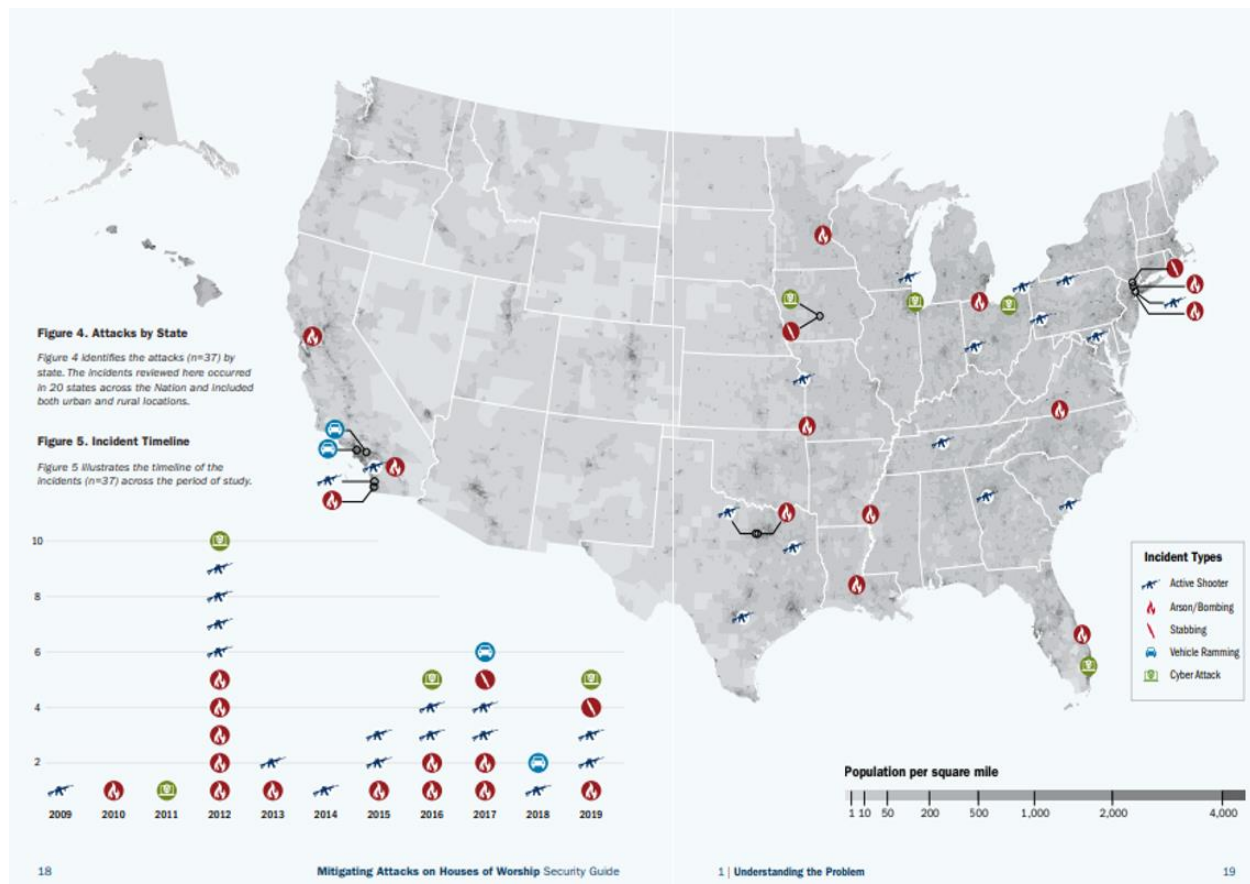 Figure 4. Attacks by State
Figure 4 identifies the attacks (n=37) by
state. The incidents reviewed here occurred
in 20 states across the Nation and included
both urban and rural locations.
Figure 5. Incident Timeline
Figure 5 illustrates the timeline of the
incidents (n=37) across the period of study.
10
8
6
4
2
2009 2010 2011 2012 2013 2014 2015 2016 2017 2018 2019
Incident Types
Active Shooter
Arson/Bombing
Stabbing
Vehicle Ramming
Cyber Attack
Population per square mile
1 10 50 200 500 1,000 2,000 4,000
18
Mitigating Attacks on Houses of Worship Security Guide
1 | Understanding the Problem
19